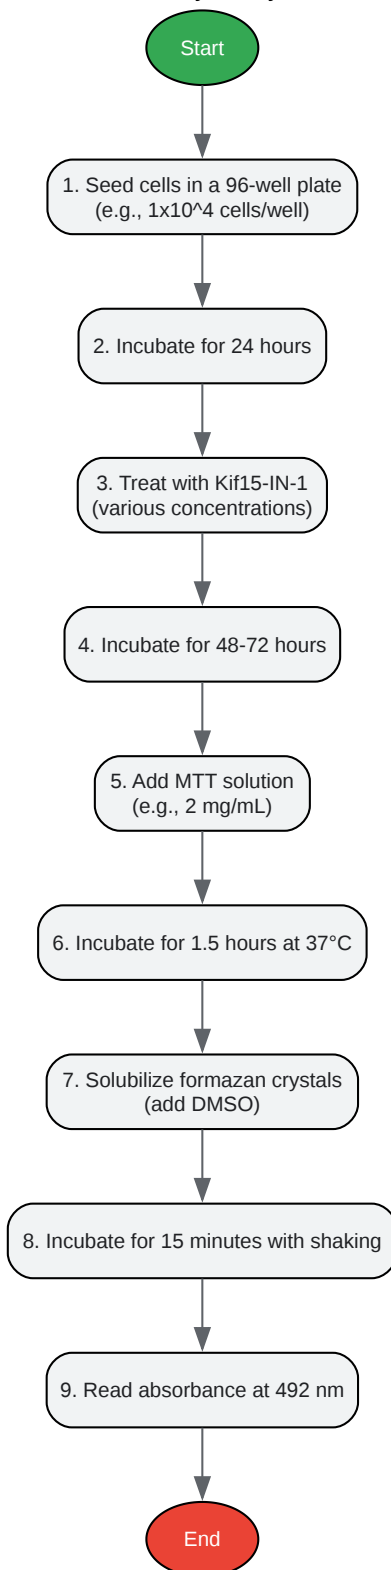 Start
1. Seed cells in a 96-well plate
(e.g., 1x10^4 cells/well)
2. Incubate for 24 hours
3. Treat with Kif15-IN-1
(various concentrations)
4. Incubate for 48-72 hours
5. Add MTT solution
(e.g., 2 mg/mL)
6. Incubate for 1.5 hours at 37°C
7. Solubilize formazan crystals
(add DMSO)
8. Incubate for 15 minutes with shaking
9. Read absorbance at 492 nm
End